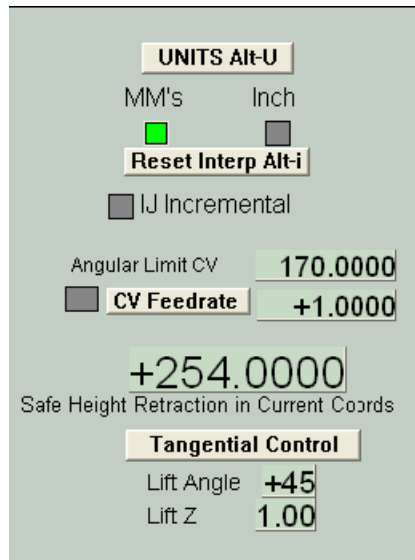 UNITS Alt-U
MM's Inch
Reset Interp Alt-i
IJ Incremental
Angular Limit CV 170.0000
CV Feedrate +1.0000
+254.0000
Safe Height Retraction in Current Coords
Tangential Control
Lift Angle +45
Lift Z 1.00